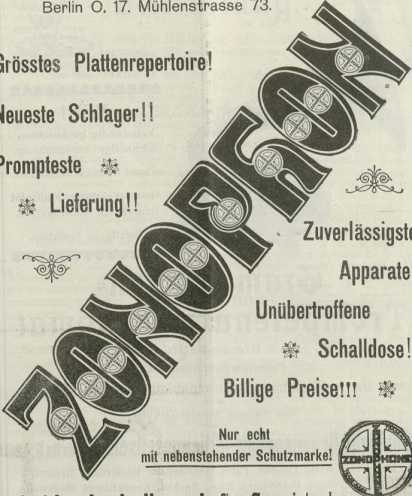 Berlin O. 17. Mühlenstrasse 73.
Grösstes Plattenrepertoire!
Neueste Schlager!!
Prompteste
Lieferung!!
ZONOPHON
Zuverlässigste
Apparate
Unübertroffene
Schalldose!
Billige Preise!!!
Nur echt
mit nebenstehender Schutzmarke!
ZONOPHONE